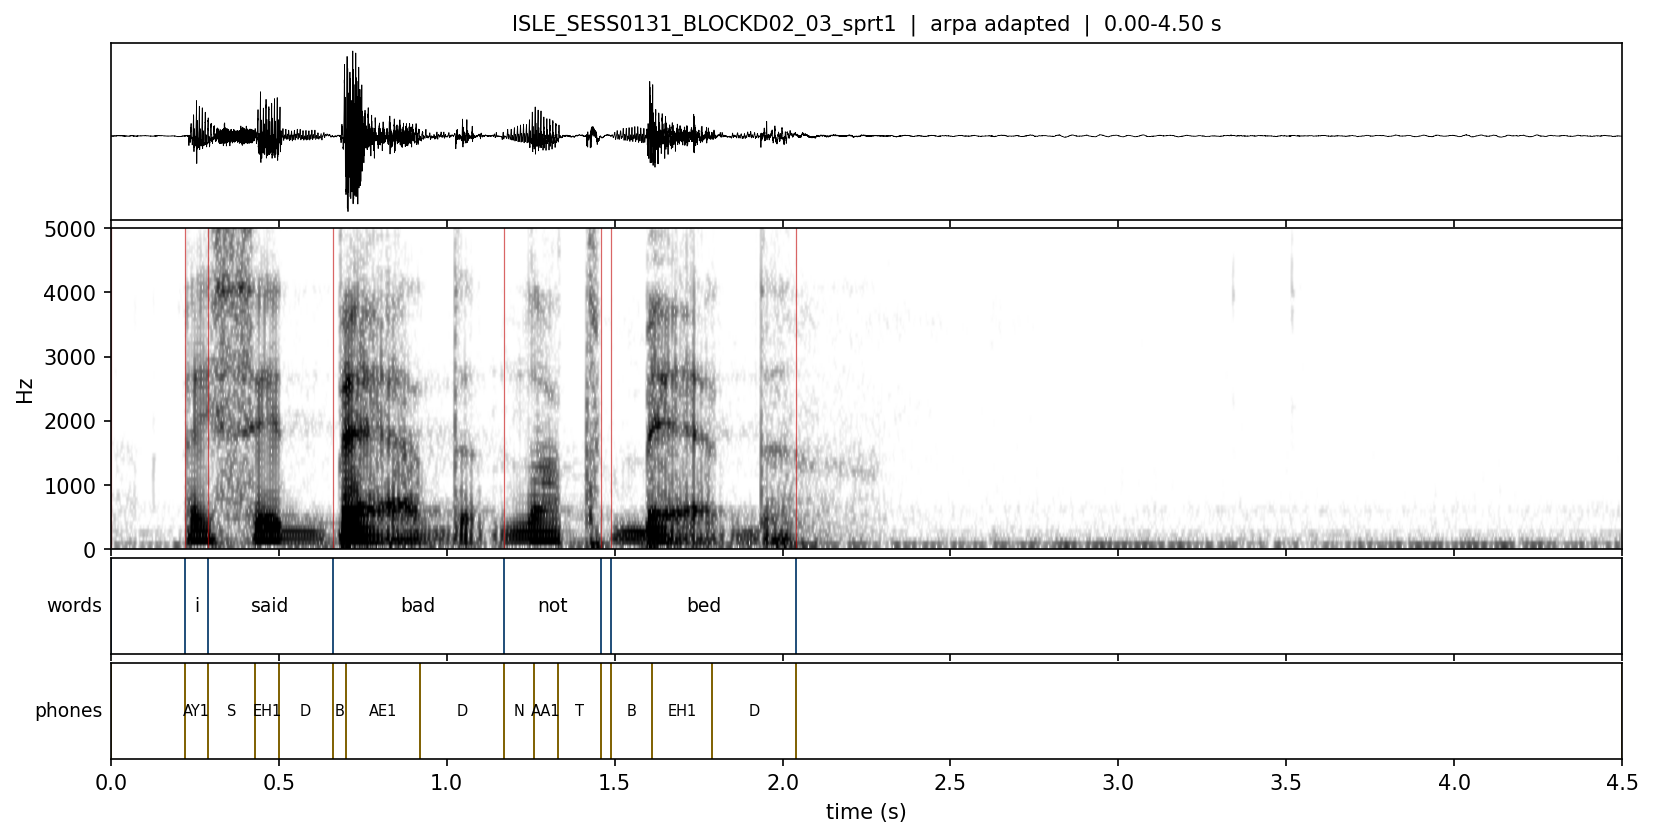 ISLE_SESS0131_BLOCKD02_03_sprt1 | arpa adapted | 0.00-4.50 s
5000
4000
3000
2000
1000
0
Hz
words
i said bad not bed
phones
AY1 S EH1 D B AE1 D N AA1 T B EH1 D
0.0 0.5 1.0 1.5 2.0 2.5 3.0 3.5 4.0 4.5
time (s)